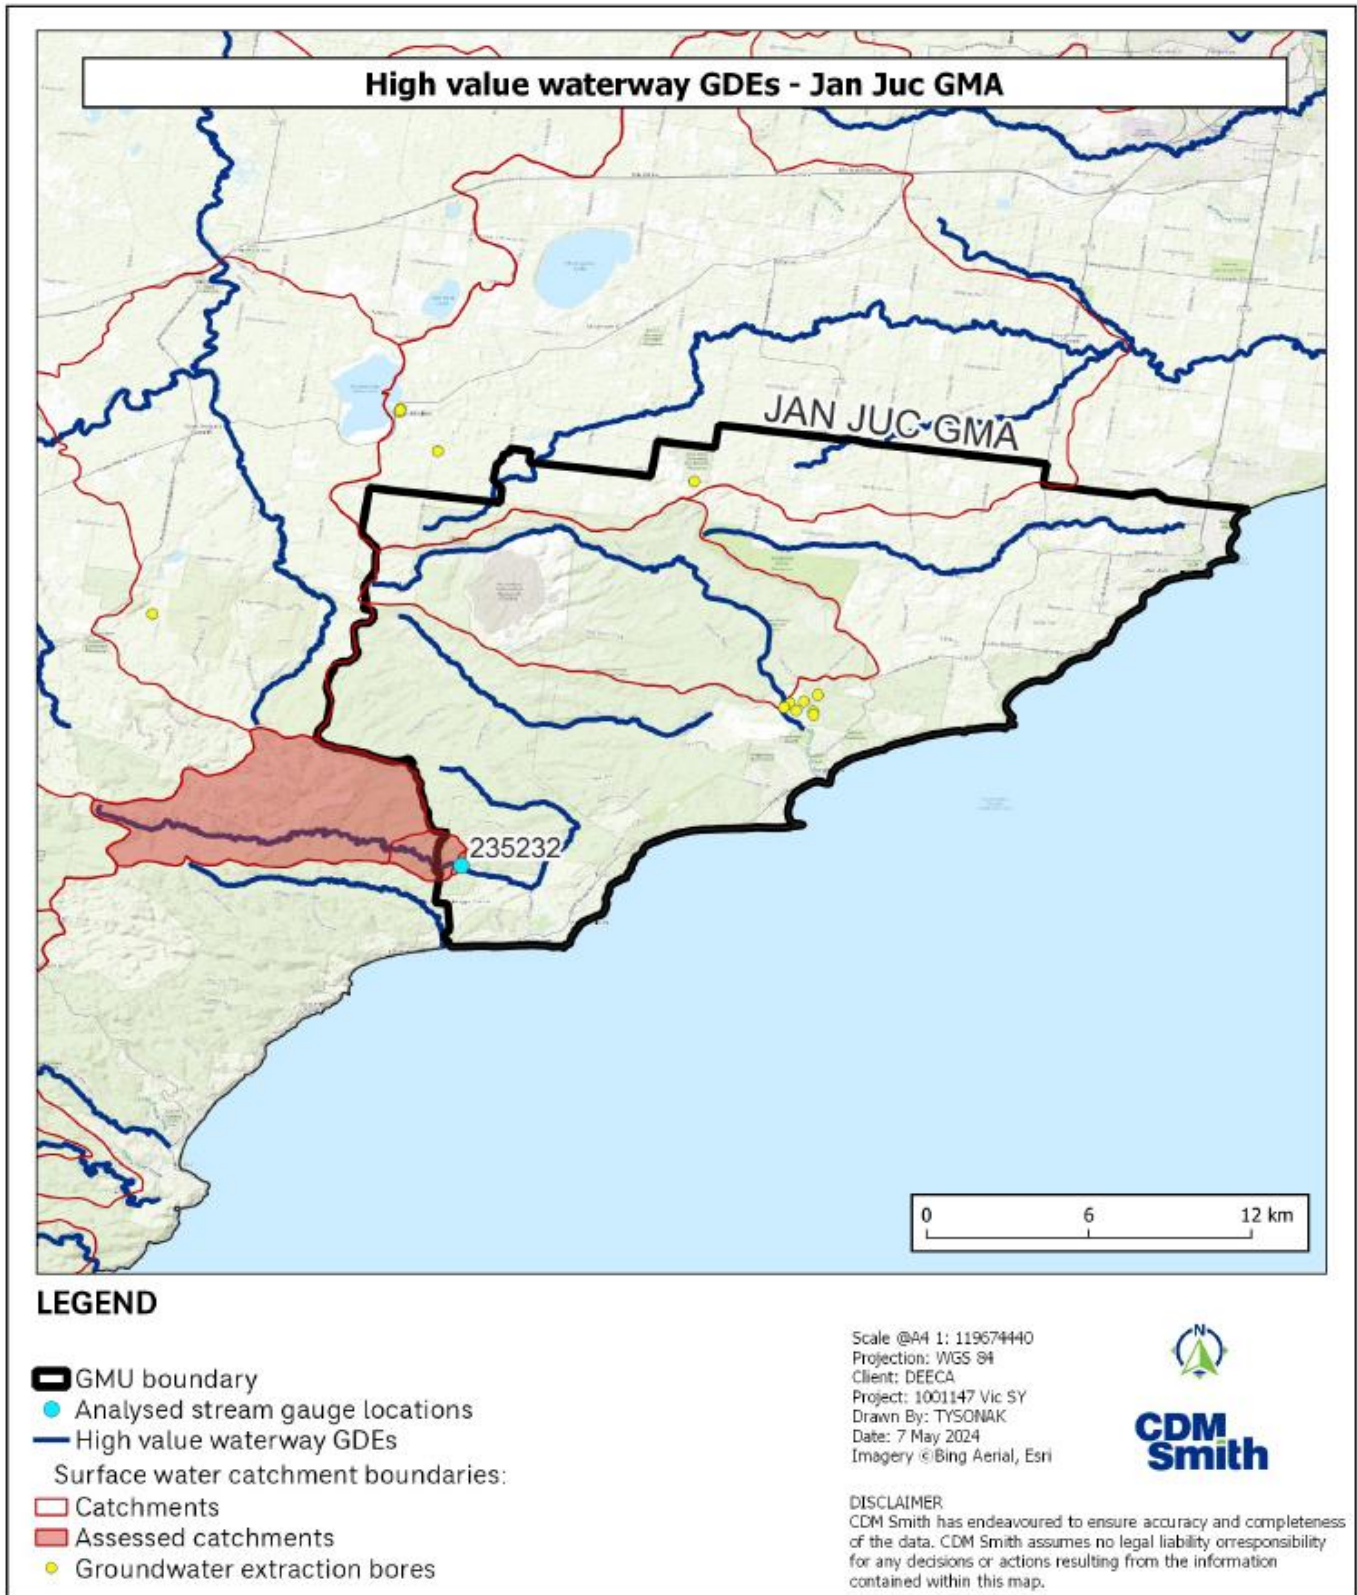 High value waterway GDEs - Jan Juc GMA
JAN JUC GMA
235232
0 6 12 km
LEGEND
GMU boundary
Analysed stream gauge locations
High value waterway GDEs
Surface water catchment boundaries:
Catchments
Assessed catchments
Groundwater extraction bores
Scale @A4 1: 119674440
Projection: WGS 84
Client: DEECA
Project: 1001147 Vic SY
Drawn By: TYSONAK
Date: 7 May 2024
Imagery ©Bing Aerial, Esri
N
CDM
Smith
DISCLAIMER
CDM Smith has endeavoured to ensure accuracy and completeness
of the data. CDM Smith assumes no legal liability orresponsibility
for any decisions or actions resulting from the information
contained within this map.